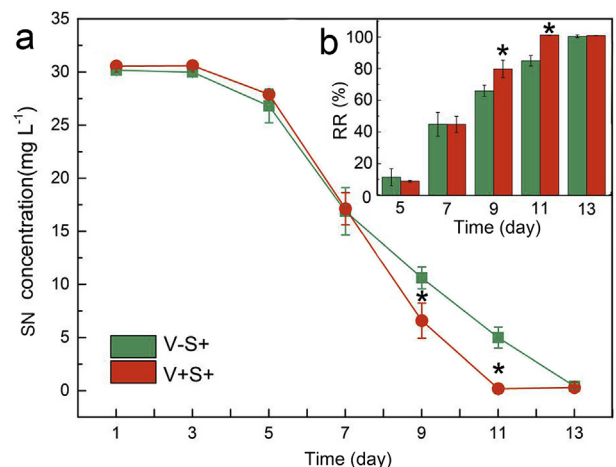 a
SN concentration(mg L⁻¹)
35
30
25
20
15
10
5
0
V-S+
V+S+
1 3 5 7 9 11 13
Time (day)
b
RR (%)
100
80
60
40
20
0
* *
5 7 9 11 13
Time (day)
*
*